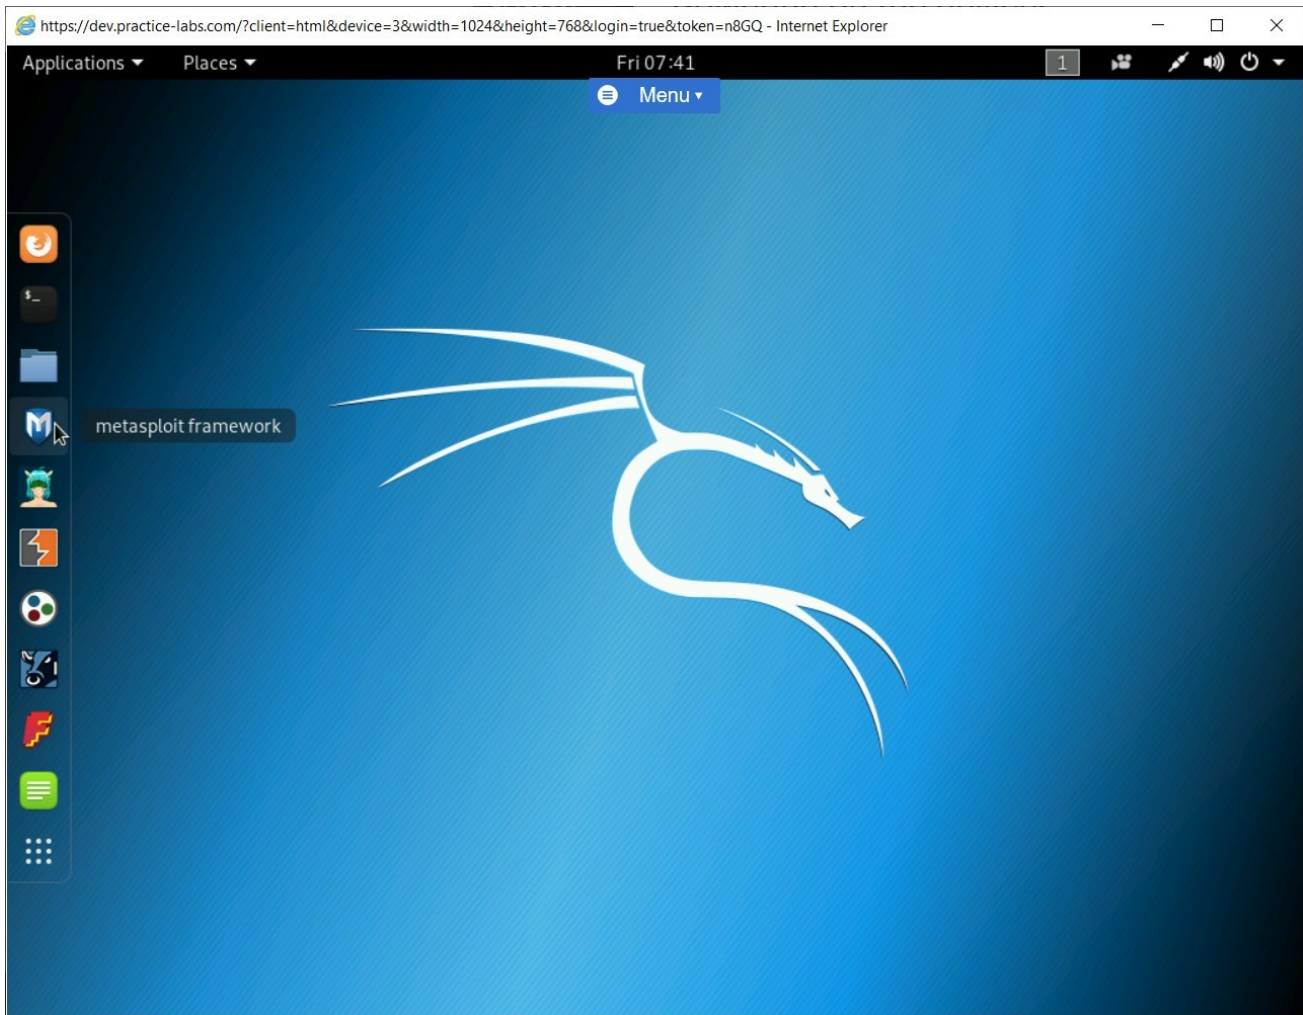 https://dev.practice-labs.com/?client=html&device=3&width=1024&height=768&login=true&token=n8GQ - Internet Explorer
Applications Places Fri 07:41 1
Menu
$_
metasploit framework